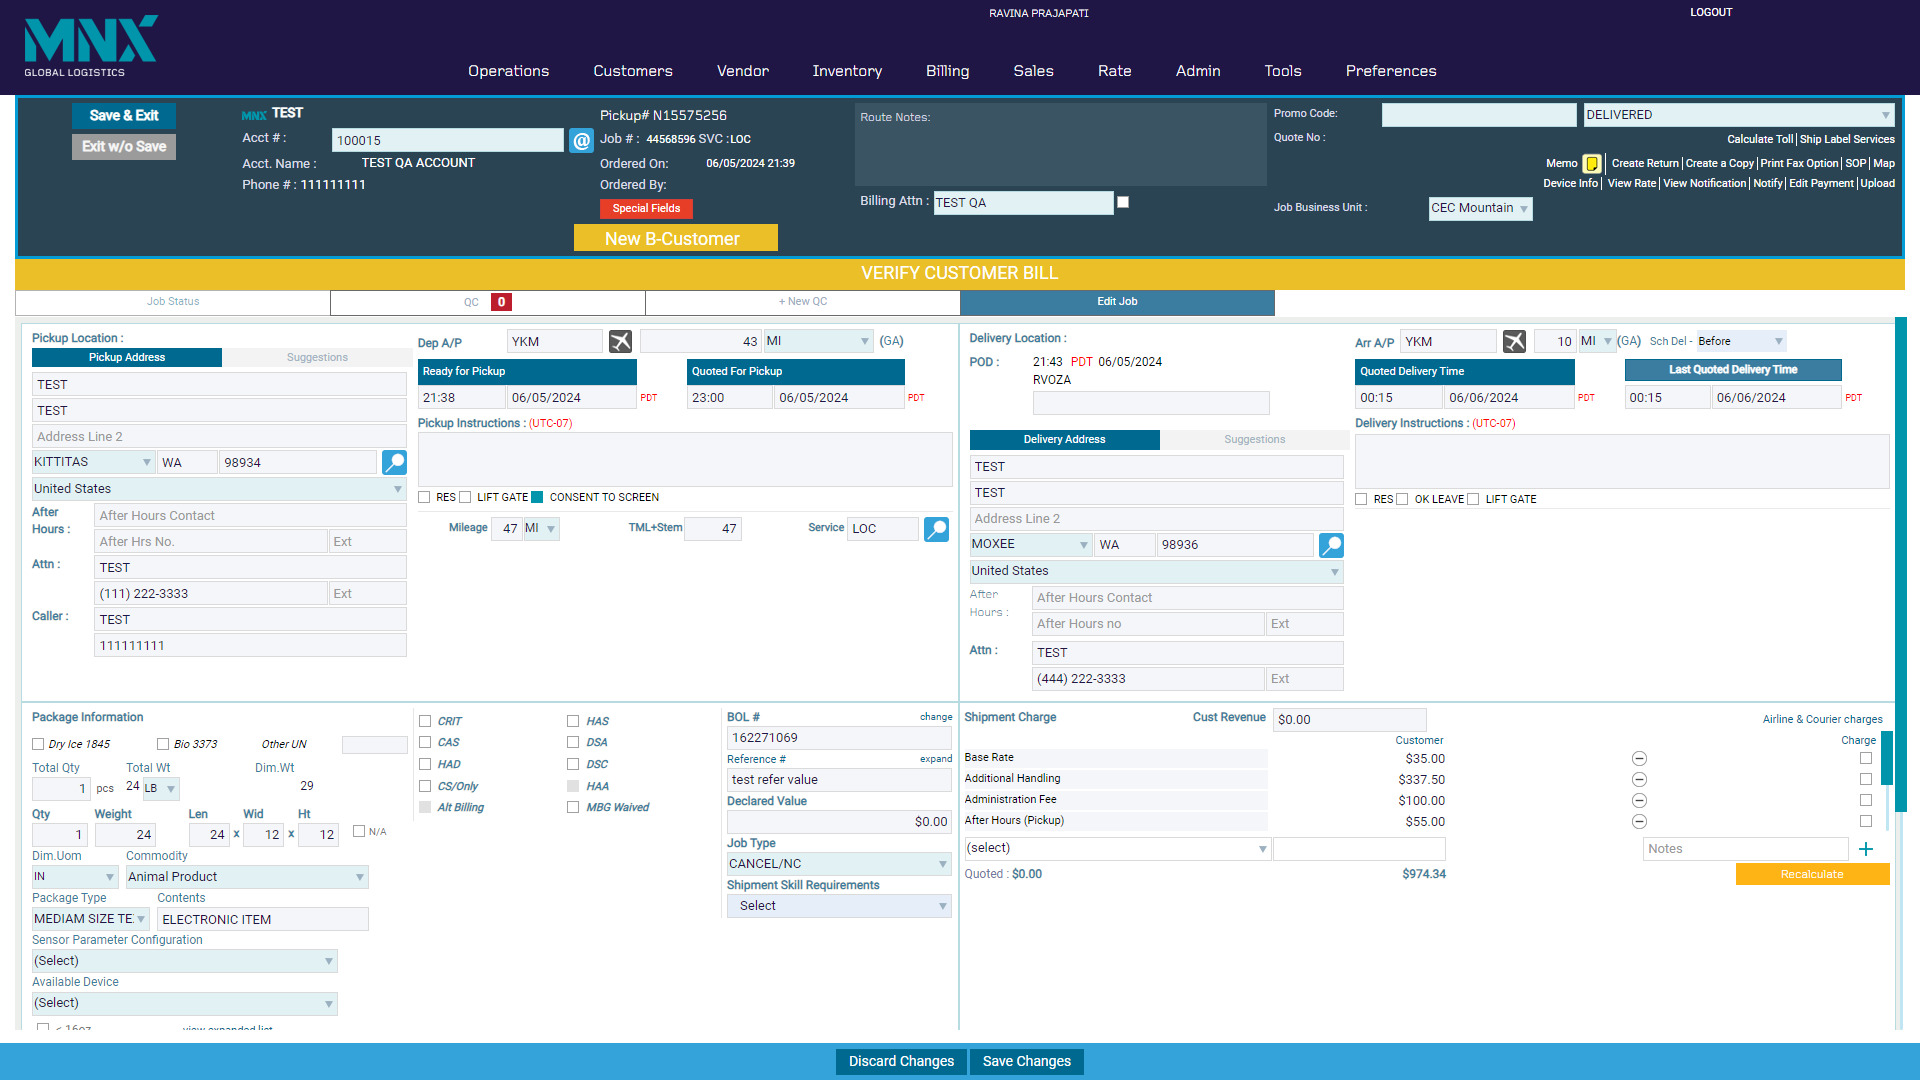 RAVINA PRAJAPATI
LOGOUT
MNX
GLOBAL LOGISTICS
Operations Customers Vendor Inventory Billing Sales Rate Admin Tools Preferences
Save & Exit
Exit w/o Save
MNX TEST
Acct # : 100015 @
Acct. Name : TEST QA ACCOUNT
Phone # : 111111111
Pickup# N15575256
Job # : 44568596 SVC :LOC
Ordered On: 06/05/2024 21:39
Ordered By:
Special Fields
New B-Customer
Route Notes:
Billing Attn : TEST QA
Promo Code: DELIVERED
Quote No :
Calculate Toll Ship Label Services
Memo Create Return Create a Copy Print Fax Option SOP Map
Device Info View Rate View Notification Notify Edit Payment Upload
Job Business Unit : CEC Mountain
VERIFY CUSTOMER BILL
Job Status QC 0 + New QC Edit Job
Pickup Location :
Pickup Address Suggestions
TEST
TEST
Address Line 2
KITTITAS WA 98934
United States
After Hours : After Hours Contact
After Hrs No. Ext
Attn : TEST
(111) 222-3333 Ext
Caller : TEST
111111111
Dep A/P YKM 43 MI (GA)
Ready for Pickup Quoted For Pickup
21:38 06/05/2024 PDT 23:00 06/05/2024 PDT
Pickup Instructions : (UTC-07)
RES LIFT GATE CONSENT TO SCREEN
Mileage 47 MI TML+Stem 47 Service LOC
Delivery Location :
POD : 21:43 PDT 06/05/2024
RVOZA
Delivery Address Suggestions
TEST
TEST
Address Line 2
MOXEE WA 98936
United States
After Hours : After Hours Contact
After Hours no Ext
Attn : TEST
(444) 222-3333 Ext
Arr A/P YKM 10 MI (GA) Sch Del - Before
Quoted Delivery Time Last Quoted Delivery Time
00:15 06/06/2024 PDT 00:15 06/06/2024 PDT
Delivery Instructions : (UTC-07)
RES OK LEAVE LIFT GATE
Package Information
Dry Ice 1845 Bio 3373 Other UN
Total Qty Total Wt Dim.Wt
1 pcs 24 LB 29
Qty Weight Len Wid Ht
1 24 24 x 12 x 12 N/A
Dim.Uom Commodity
IN Animal Product
Package Type Contents
MEDIAM SIZE TE ELECTRONIC ITEM
Sensor Parameter Configuration
(Select)
Available Device
(Select)
< 16oz view expanded list
CRIT HAS
CAS DSA
HAD DSC
CS/Only HAA
Alt Billing MBG Waived
BOL # change
162271069
Reference # expand
test refer value
Declared Value
$0.00
Job Type
CANCEL/NC
Shipment Skill Requirements
Select
Shipment Charge Cust Revenue $0.00 Airline & Courier charges
Customer Charge
Base Rate $35.00
Additional Handling $337.50
Administration Fee $100.00
After Hours (Pickup) $55.00
(select) Notes +
Quoted : $0.00 $974.34 Recalculate
Discard Changes Save Changes